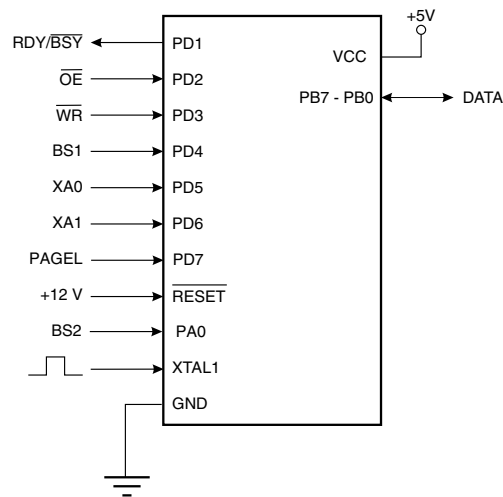 +5V
RDY/BSY PD1
VCC
OE PD2
PB7 - PB0 DATA
WR PD3
BS1 PD4
XA0 PD5
XA1 PD6
PAGEL PD7
+12 V RESET
BS2 PA0
XTAL1
GND